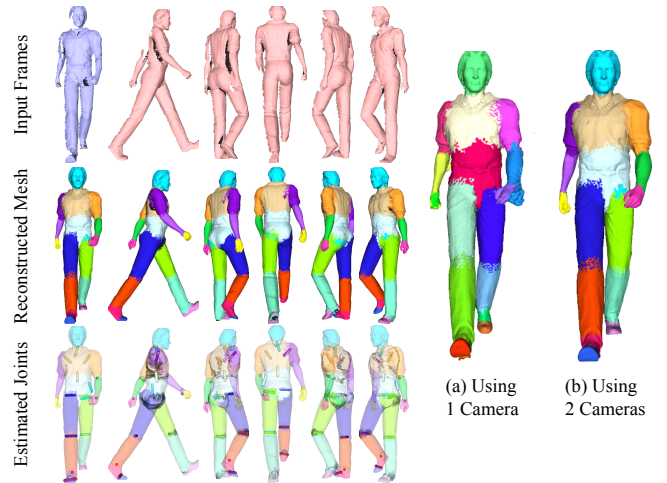 Input Frames
Reconstructed Mesh
Estimated Joints
(a) Using
1 Camera
(b) Using
2 Cameras